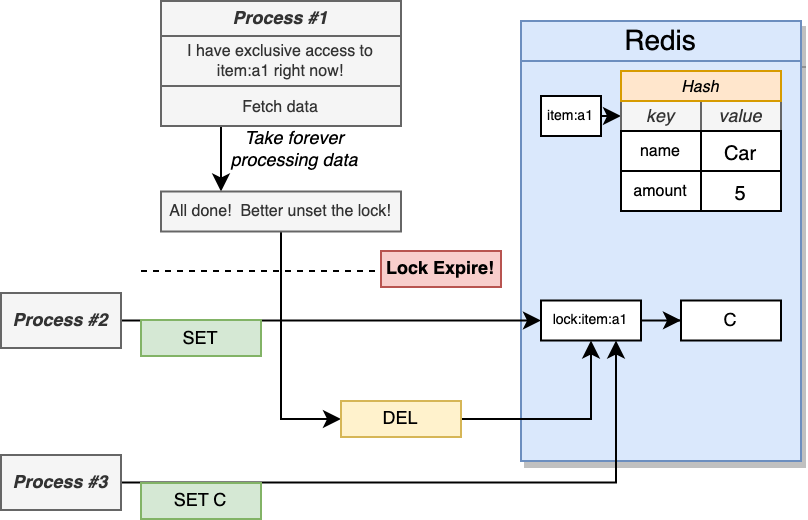 Process #1
I have exclusive access to
item:a1 right now!
Fetch data
Take forever
processing data
All done!  Better unset the lock!
Lock Expire!
Process #2
SET
DEL
Process #3
SET C
Redis
item:a1
Hash
key value
name Car
amount 5
lock:item:a1
C